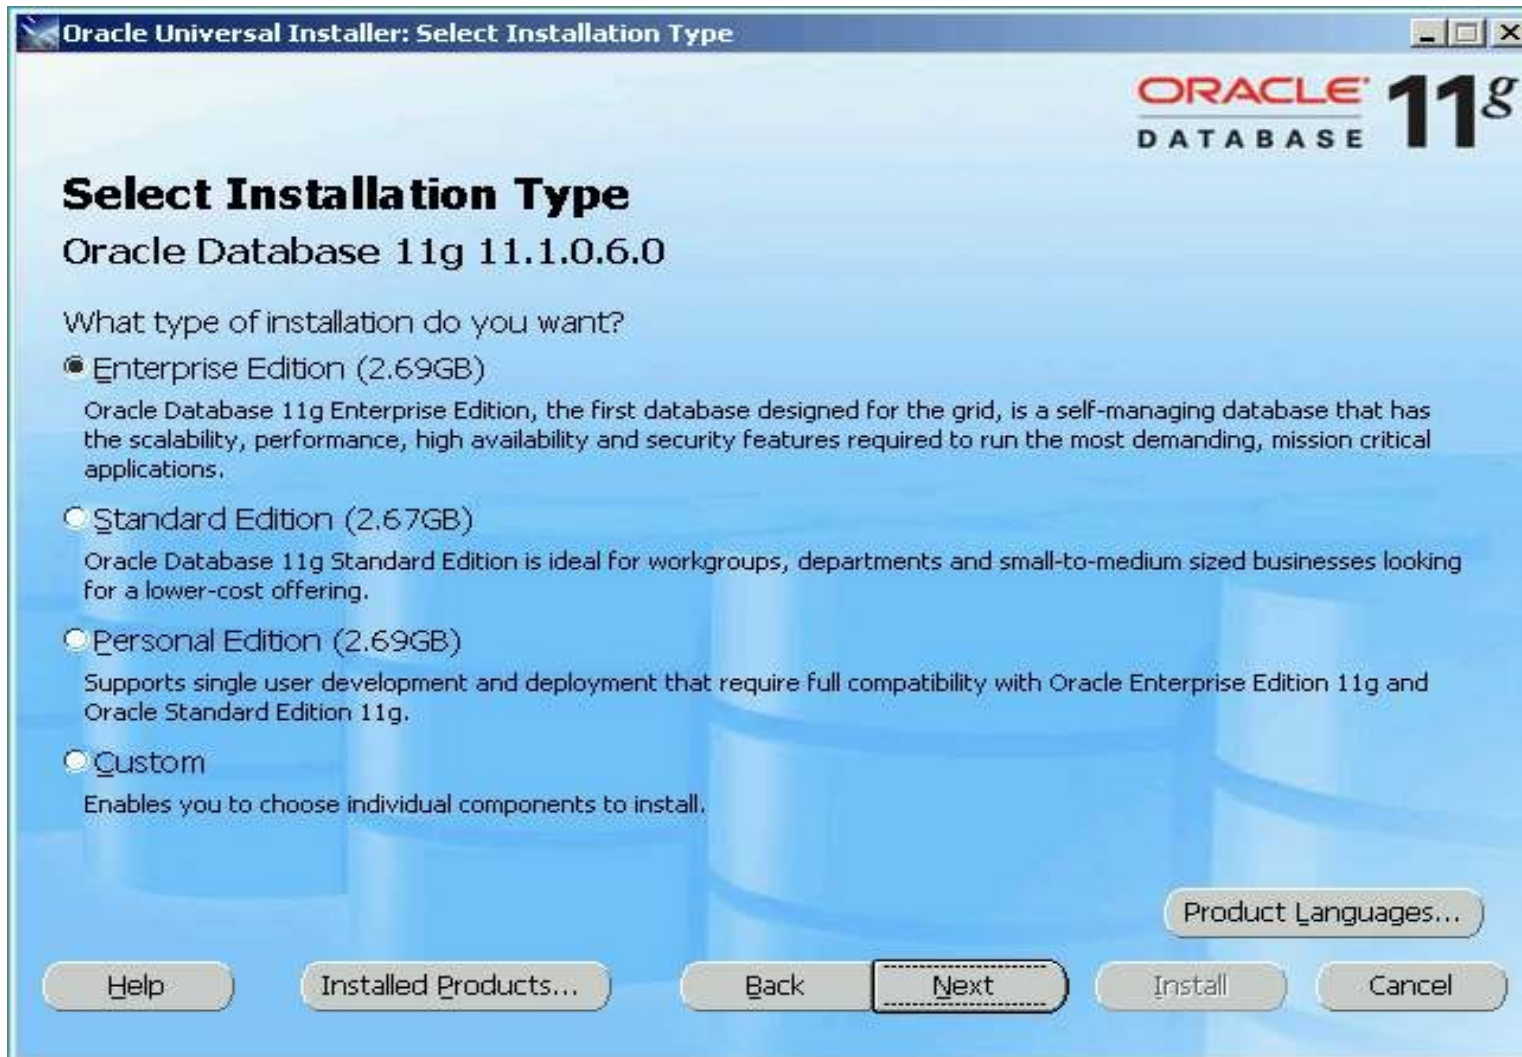 Oracle Universal Installer: Select Installation Type
ORACLE
DATABASE 11g
Select Installation Type
Oracle Database 11g 11.1.0.6.0
What type of installation do you want?
Enterprise Edition (2.69GB)
Oracle Database 11g Enterprise Edition, the first database designed for the grid, is a self-managing database that has
the scalability, performance, high availability and security features required to run the most demanding, mission critical
applications.
Standard Edition (2.67GB)
Oracle Database 11g Standard Edition is ideal for workgroups, departments and small-to-medium sized businesses looking
for a lower-cost offering.
Personal Edition (2.69GB)
Supports single user development and deployment that require full compatibility with Oracle Enterprise Edition 11g and
Oracle Standard Edition 11g.
Custom
Enables you to choose individual components to install.
Product Languages...
Help Installed Products... Back Next Install Cancel